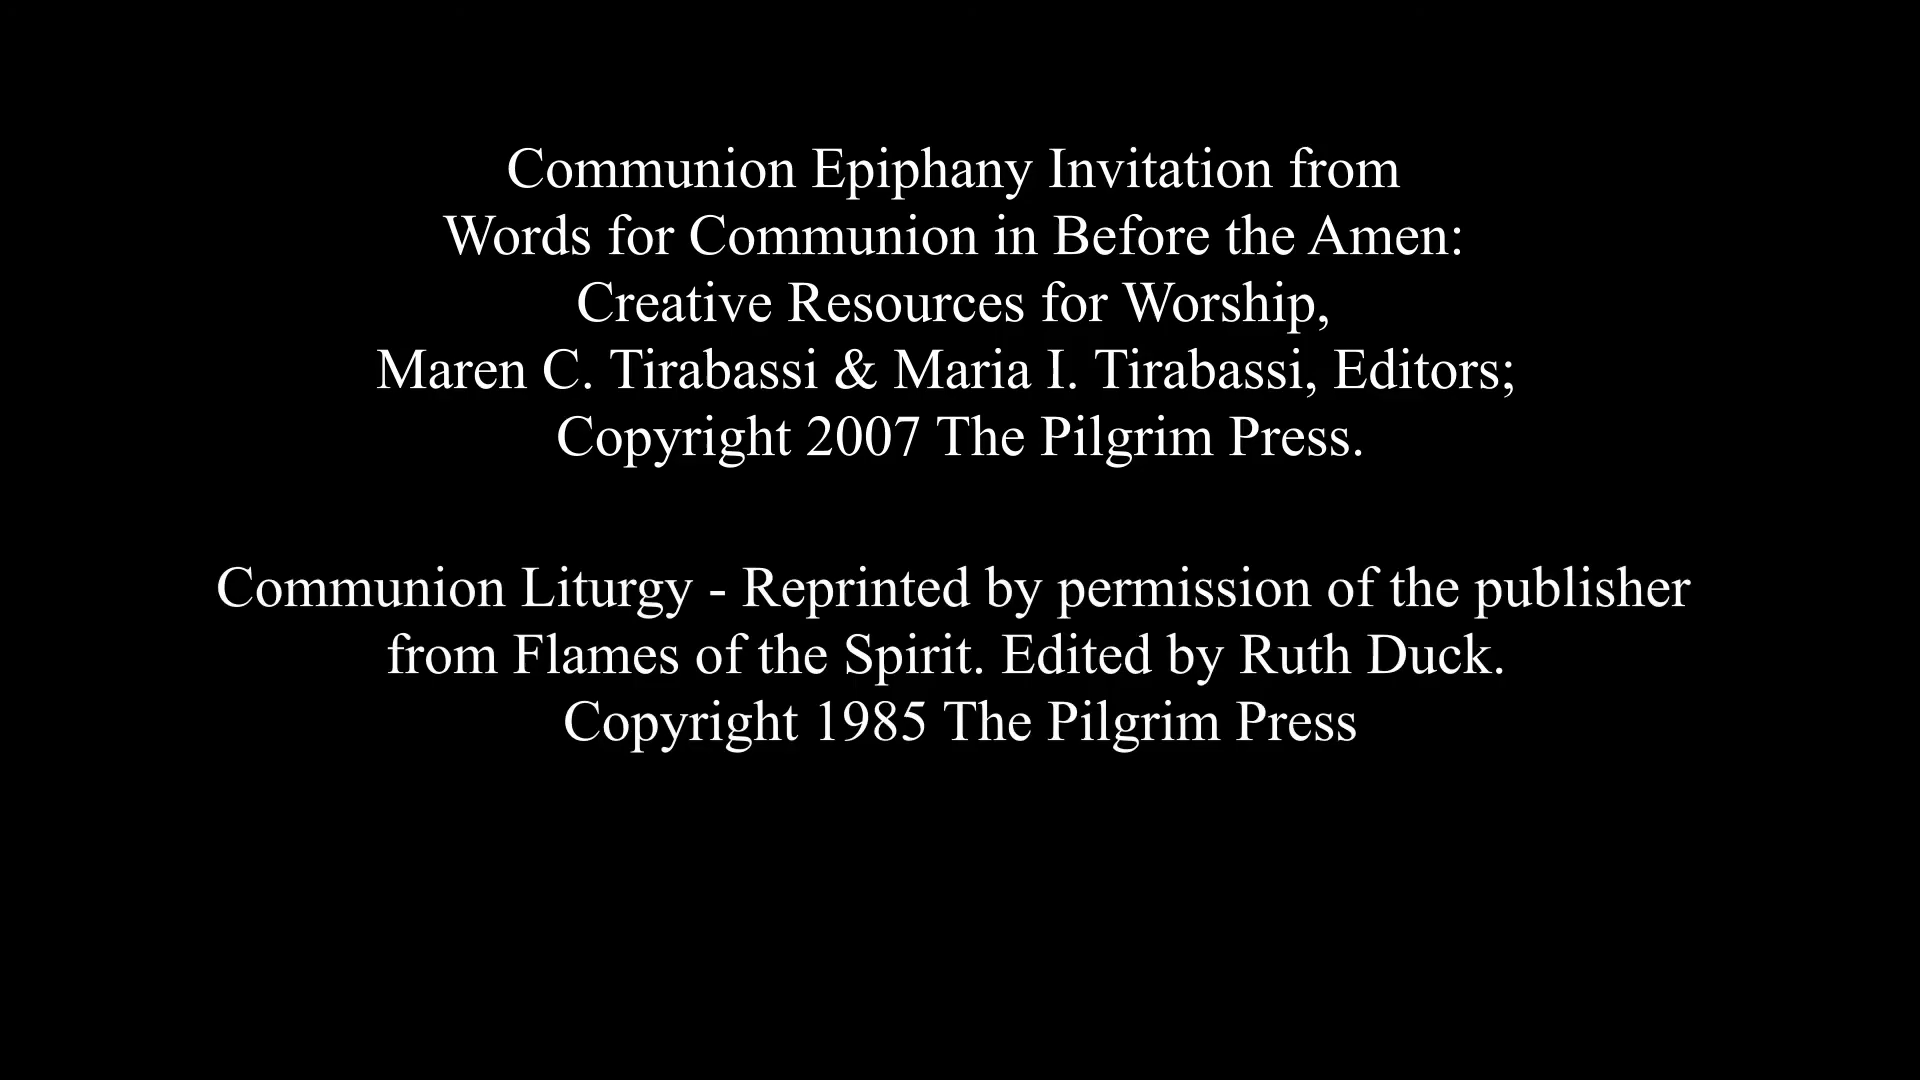 Communion Epiphany Invitation from
Words for Communion in Before the Amen:
Creative Resources for Worship,
Maren C. Tirabassi & Maria I. Tirabassi, Editors;
Copyright 2007 The Pilgrim Press.
Communion Liturgy - Reprinted by permission of the publisher
from Flames of the Spirit. Edited by Ruth Duck.
Copyright 1985 The Pilgrim Press